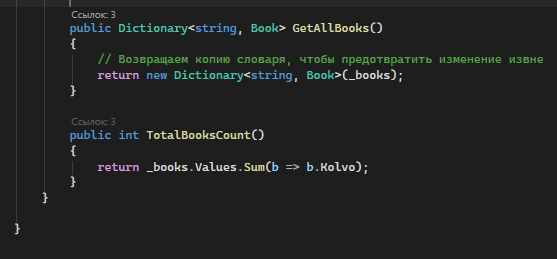 Ссылок: 3
public Dictionary<string, Book> GetAllBooks()
{
// Возвращаем копию словаря, чтобы предотвратить изменение извне
return new Dictionary<string, Book>(_books);
}
Ссылок: 3
public int TotalBooksCount()
{
return _books.Values.Sum(b => b.Kolvo);
}
}
}